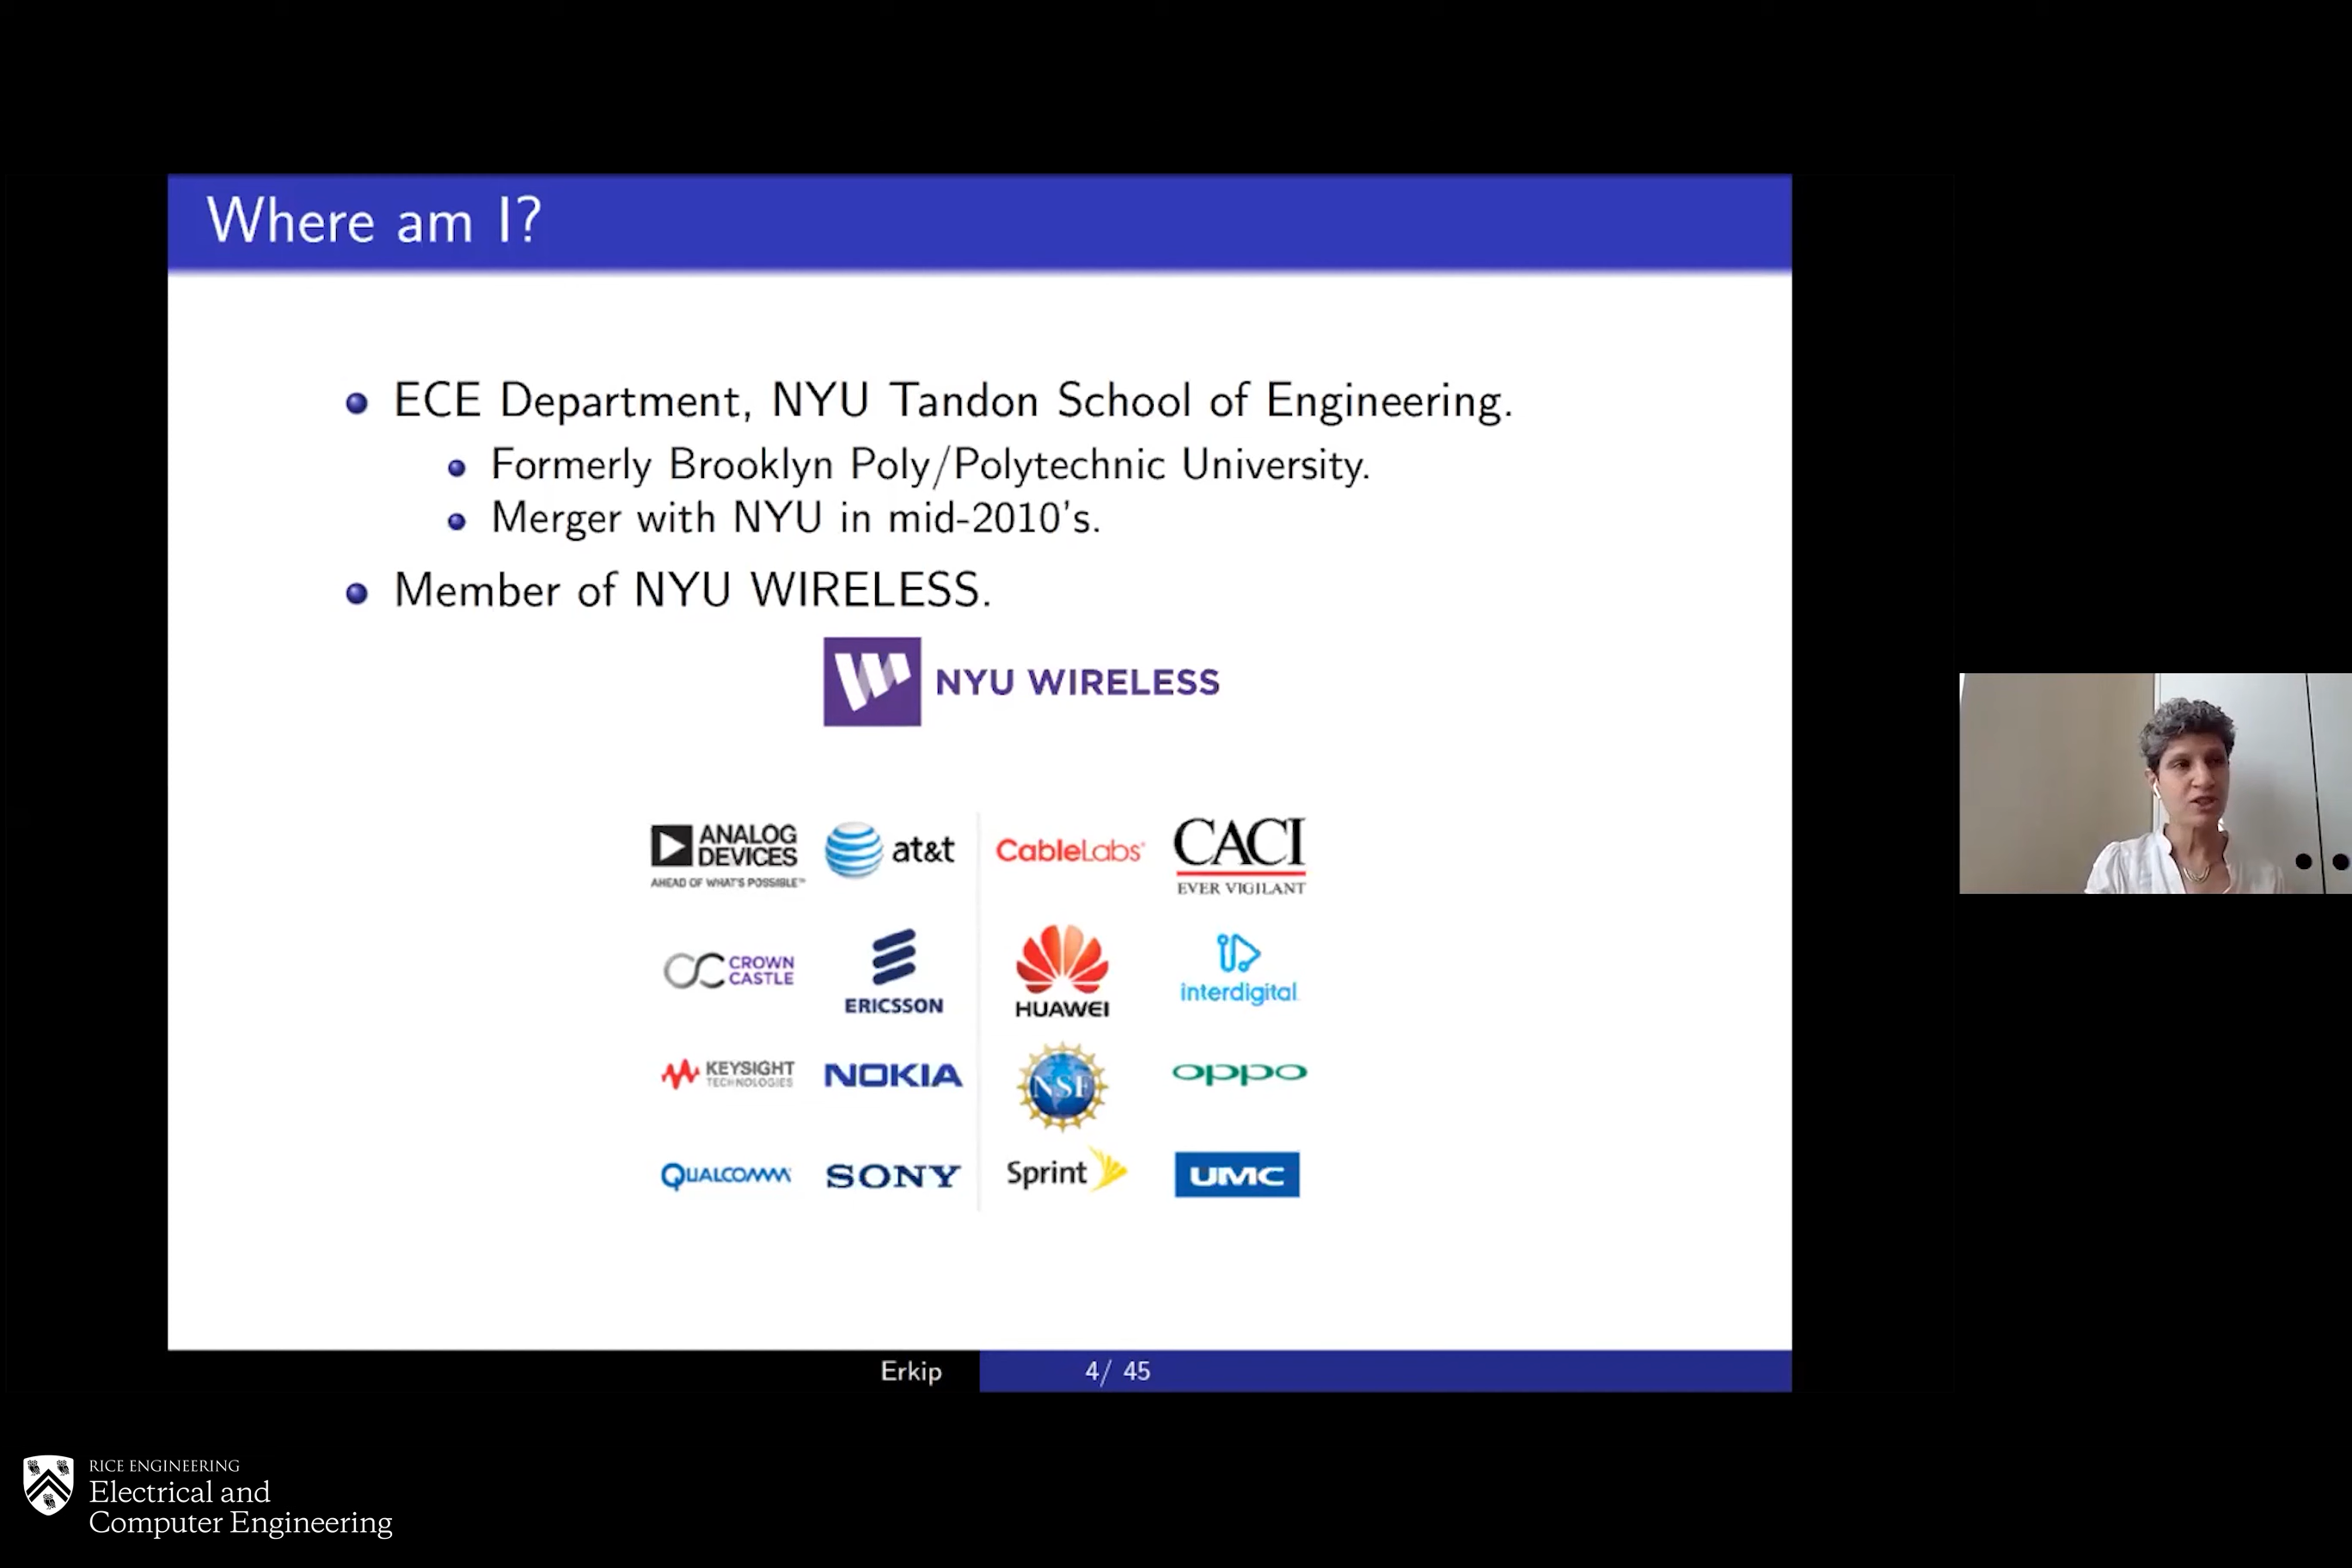 Where am I?
ECE Department, NYU Tandon School of Engineering.
Formerly Brooklyn Poly/Polytechnic University.
Merger with NYU in mid-2010's.
Member of NYU WIRELESS.
NYU WIRELESS
ANALOG
DEVICES
AHEAD OF WHAT'S POSSIBLE™
at&t
CableLabs®
CACI
EVER VIGILANT
CROWN
CASTLE
ERICSSON
HUAWEI
interdigital
KEYSIGHT
TECHNOLOGIES
NOKIA
NSF
oppo
QUALCOMM
SONY
Sprint
UMC
Erkip
4/ 45
RICE ENGINEERING
Electrical and
Computer Engineering